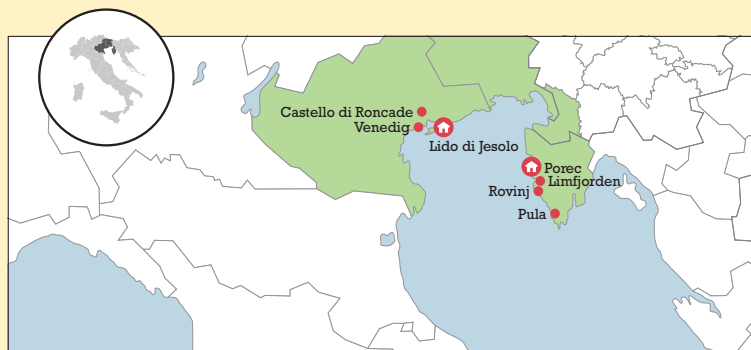 Castello di Roncade
Venedig
Lido di Jesolo
Porec
Limfjorden
Rovinj
Pula